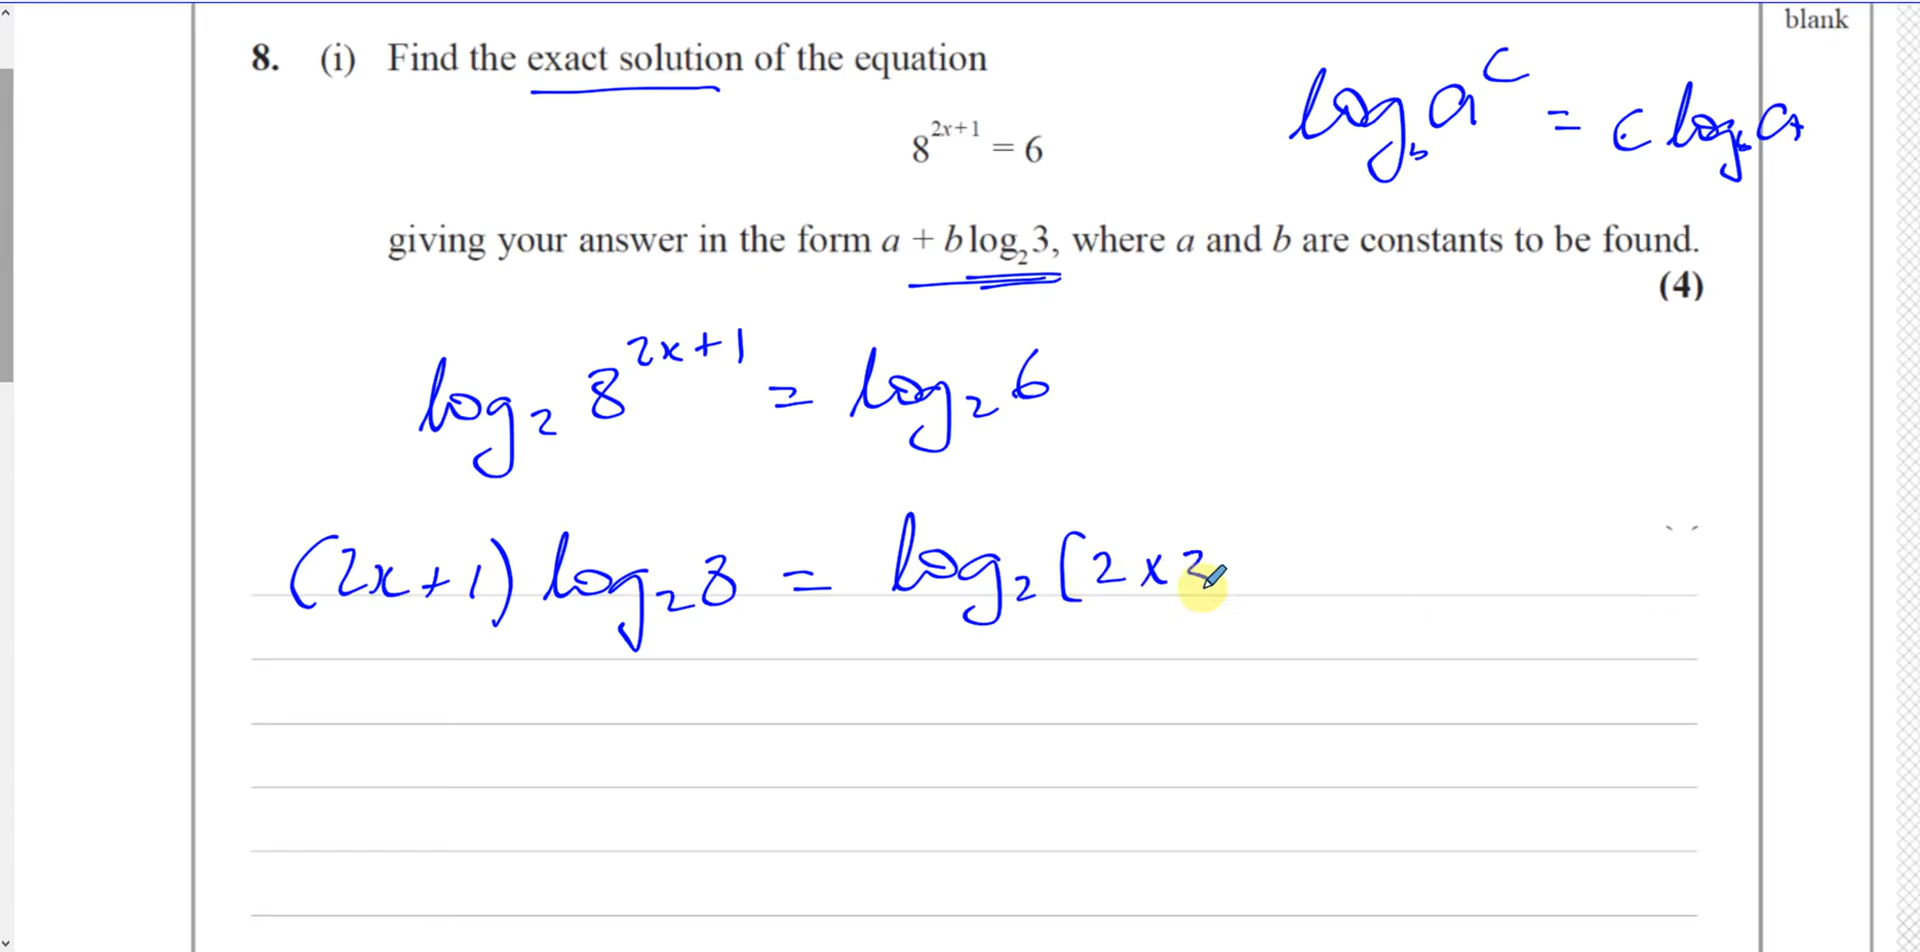 blank
8. (i) Find the exact solution of the equation
log_b a^c = c log_b a
8^{2x+1} = 6
giving your answer in the form a + b log_2 3, where a and b are constants to be found.
(4)
log_2 8^{2x+1} = log_2 6
(2x+1) log_2 8 = log_2 (2 x 3